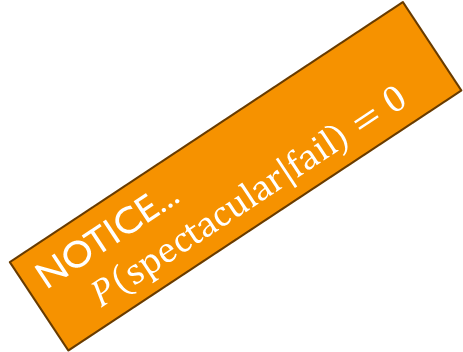 NOTICE...
P(spectacular|fail) = 0